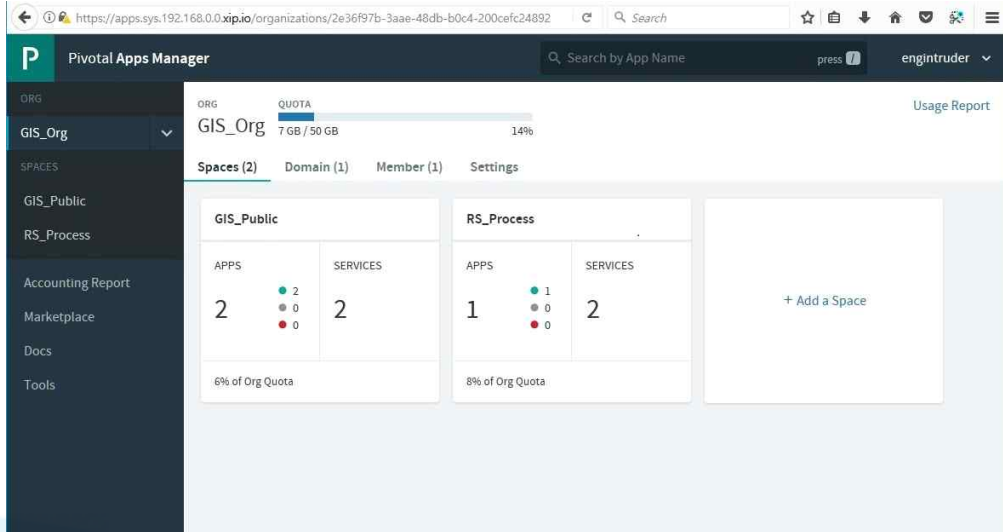 https://apps.sys.192.168.0.0.xip.io/organizations/2e36f97b-3aae-48db-b0c4-200cefc24892 Search
P Pivotal Apps Manager Search by App Name press / engintruder
ORG
GIS_Org
SPACES
GIS_Public
RS_Process
Accounting Report
Marketplace
Docs
Tools
ORG QUOTA
GIS_Org 7 GB / 50 GB 14%
Usage Report
Spaces (2) Domain (1) Member (1) Settings
GIS_Public
APPS SERVICES
2 2 0 0 2
6% of Org Quota
RS_Process
APPS SERVICES
1 1 0 0 2
8% of Org Quota
+ Add a Space